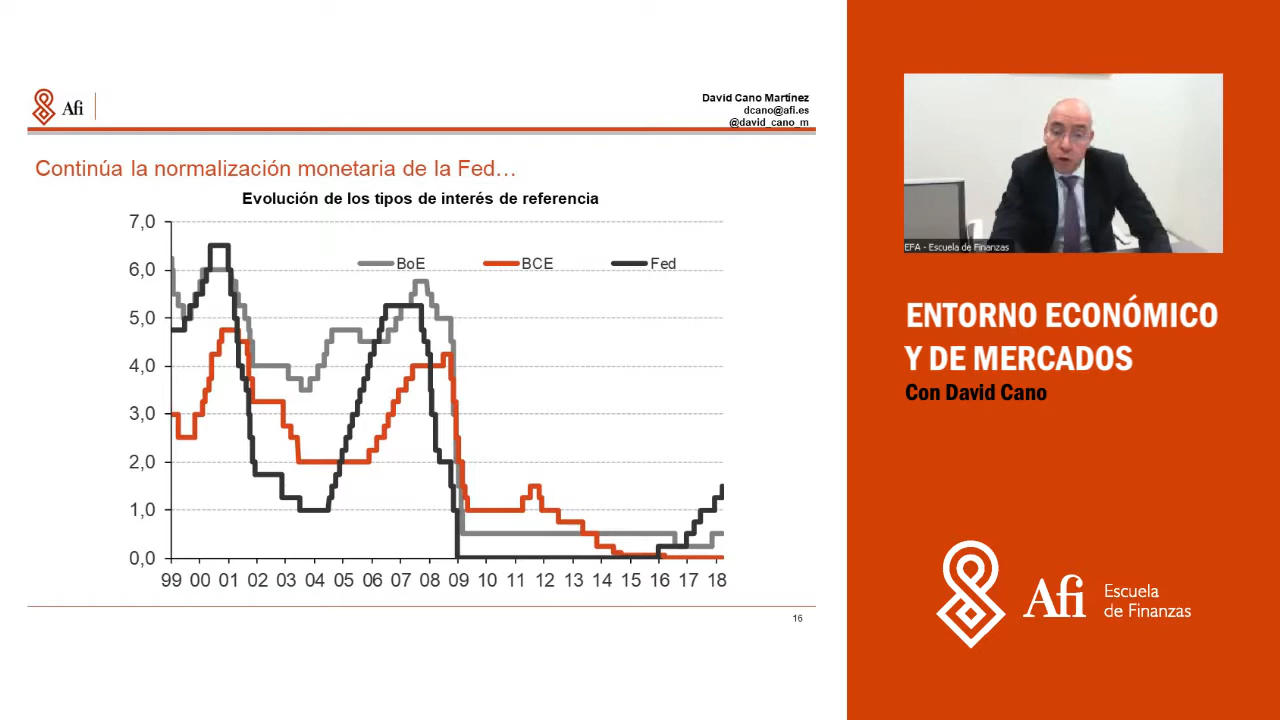 Afi
David Cano Martínez
dcano@afi.es
@david_cano_m
Continúa la normalización monetaria de la Fed…
Evolución de los tipos de interés de referencia
7,0
6,0
5,0
4,0
3,0
2,0
1,0
0,0
BoE BCE Fed
99 00 01 02 03 04 05 06 07 08 09 10 11 12 13 14 15 16 17 18
16
EFA - Escuela de Finanzas
ENTORNO ECONÓMICO
Y DE MERCADOS
Con David Cano
Afi
Escuela
de Finanzas